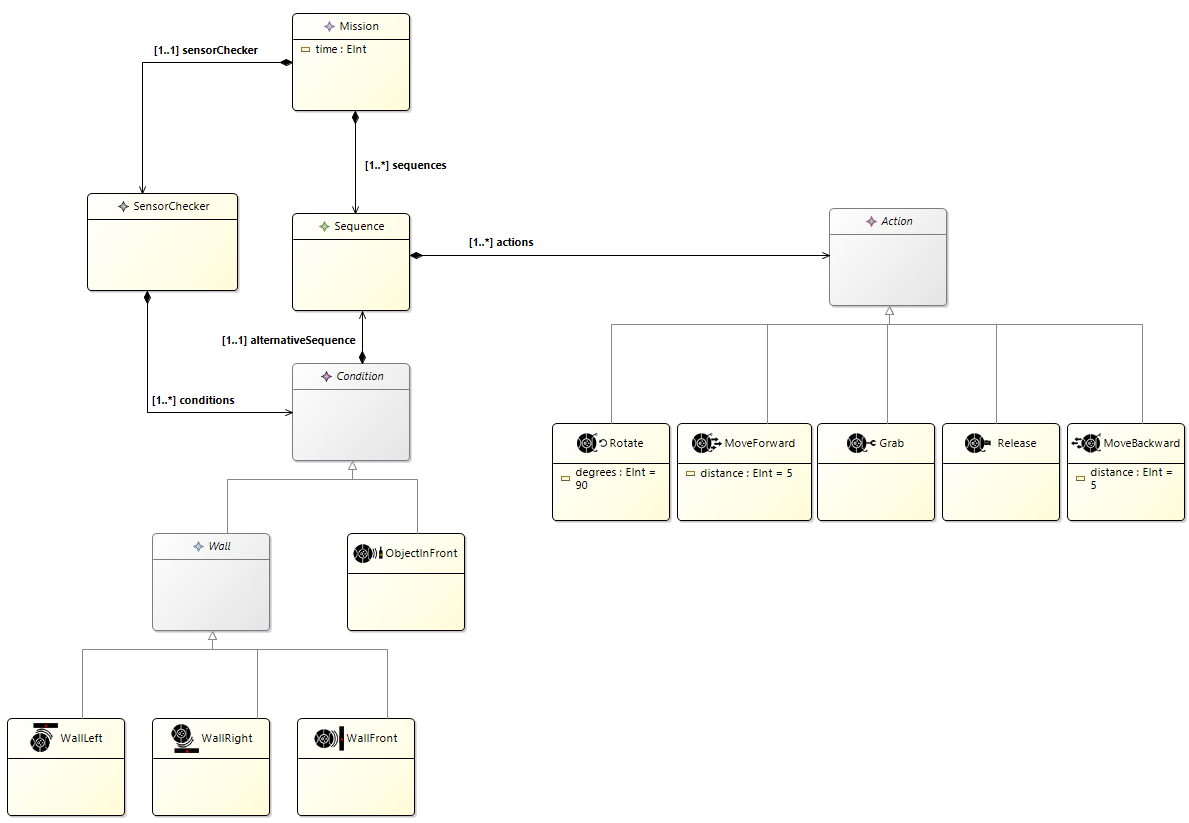 Mission
time : EInt
[1..1] sensorChecker
[1..*] sequences
SensorChecker
Sequence
[1..*] actions
Action
[1..1] alternativeSequence
Condition
[1..*] conditions
Rotate
degrees : EInt =
90
MoveForward
distance : EInt = 5
Grab
Release
MoveBackward
distance : EInt =
5
Wall
ObjectInFront
WallLeft
WallRight
WallFront